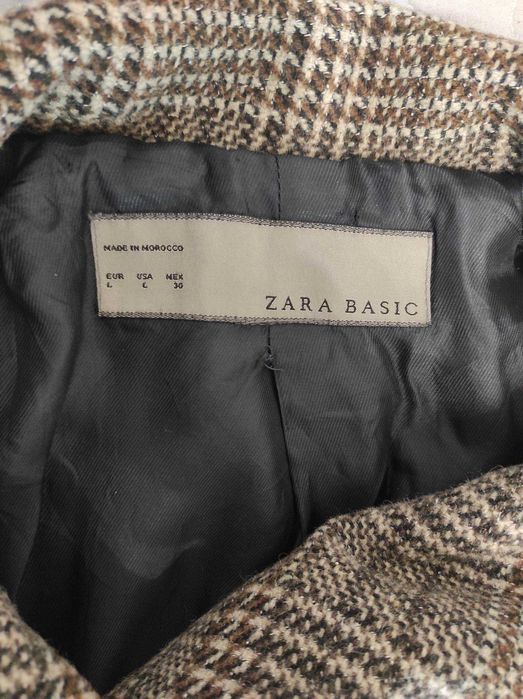 MADE IN MOROCCO
EUR USA MEX
L L 30
ZARA BASIC